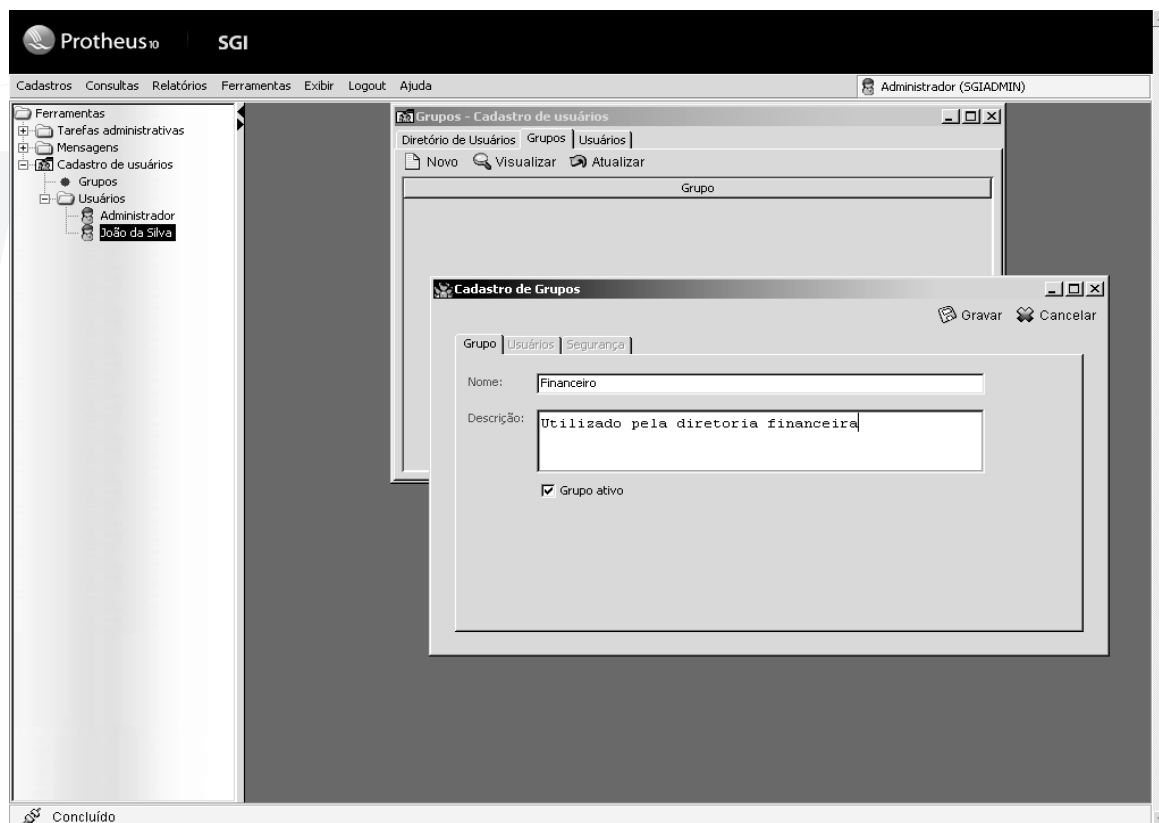 Protheus10 SGI
Cadastros Consultas Relatórios Ferramentas Exibir Logout Ajuda Administrador (SGIADMIN)
Ferramentas
Tarefas administrativas
Mensagens
Cadastro de usuários
Grupos
Usuários
Administrador
João da Silva
Grupos - Cadastro de usuários
Diretório de Usuários Grupos Usuários
Novo Visualizar Atualizar
Grupo
Cadastro de Grupos
Gravar Cancelar
Grupo Usuários Segurança
Nome: Financeiro
Descrição: Utilizado pela diretoria financeira
Grupo ativo
Concluído